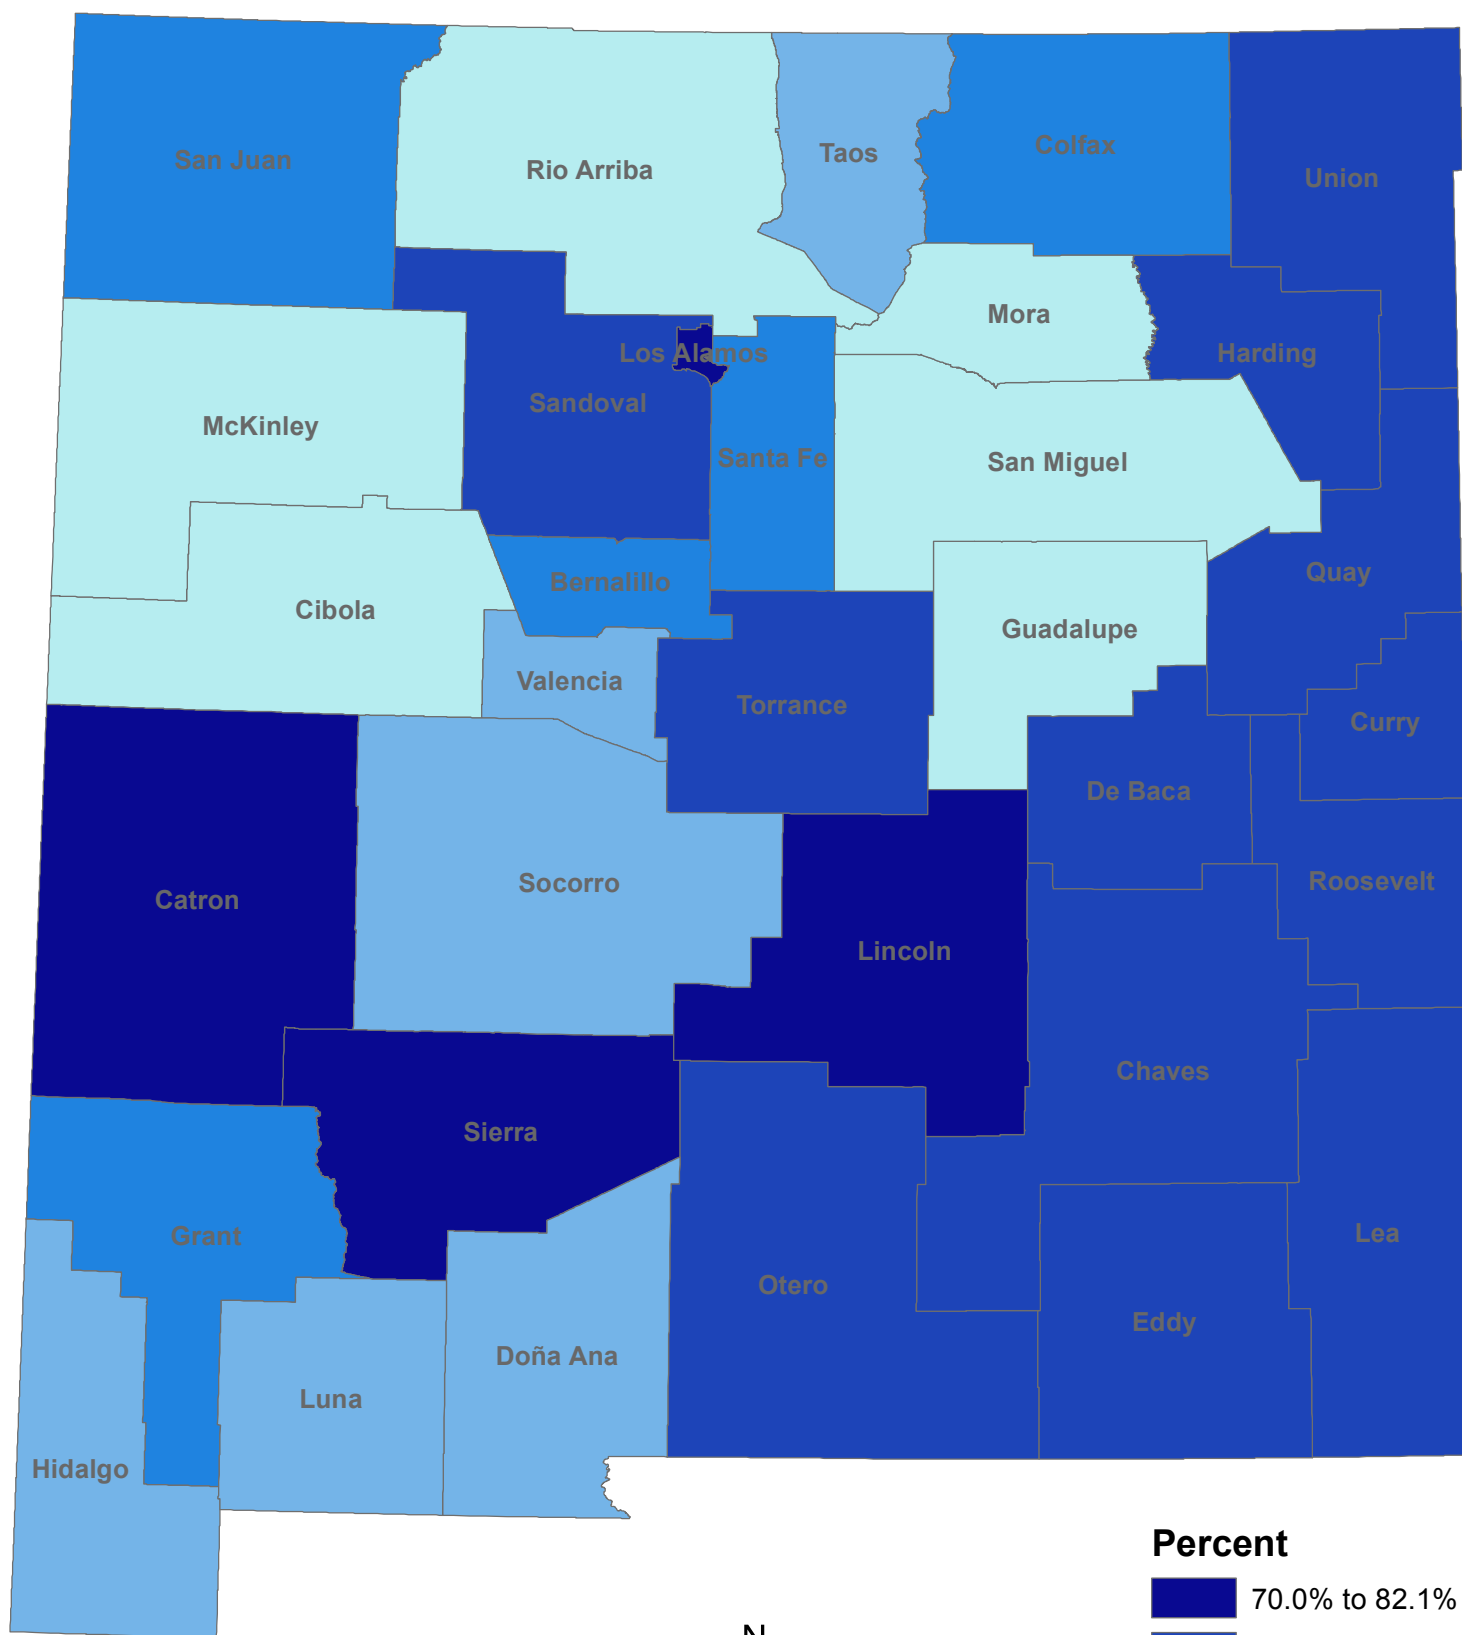 San Juan
Rio Arriba
Taos
Colfax
Union
Mora
Harding
Los Alamos
Sandoval
McKinley
Santa Fe
San Miguel
Quay
Bernalillo
Cibola
Guadalupe
Valencia
Torrance
Curry
De Baca
Roosevelt
Catron
Socorro
Lincoln
Chaves
Sierra
Grant
Lea
Otero
Eddy
Doña Ana
Luna
Hidalgo
Percent
70.0% to 82.1%
N